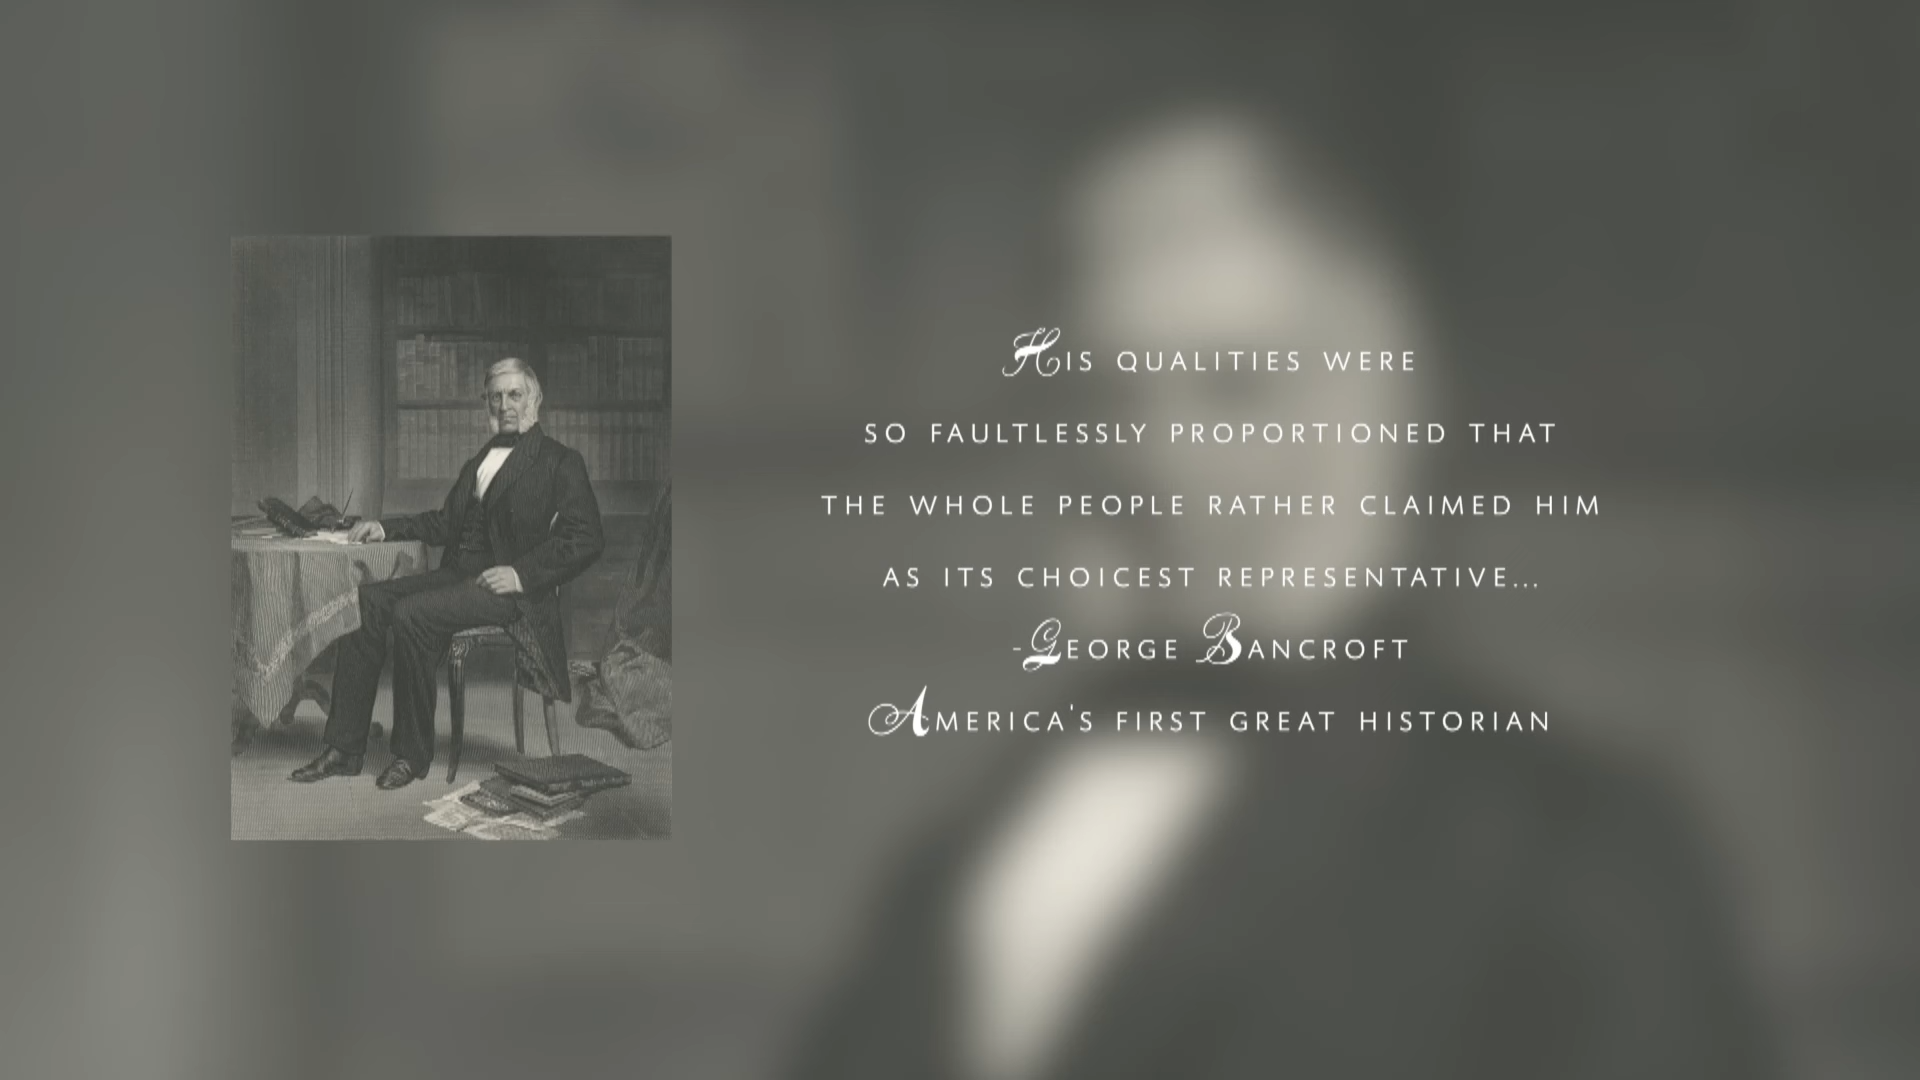 His qualities were
so faultlessly proportioned that
the whole people rather claimed him
as its choicest representative...
-George Bancroft
America's first great historian